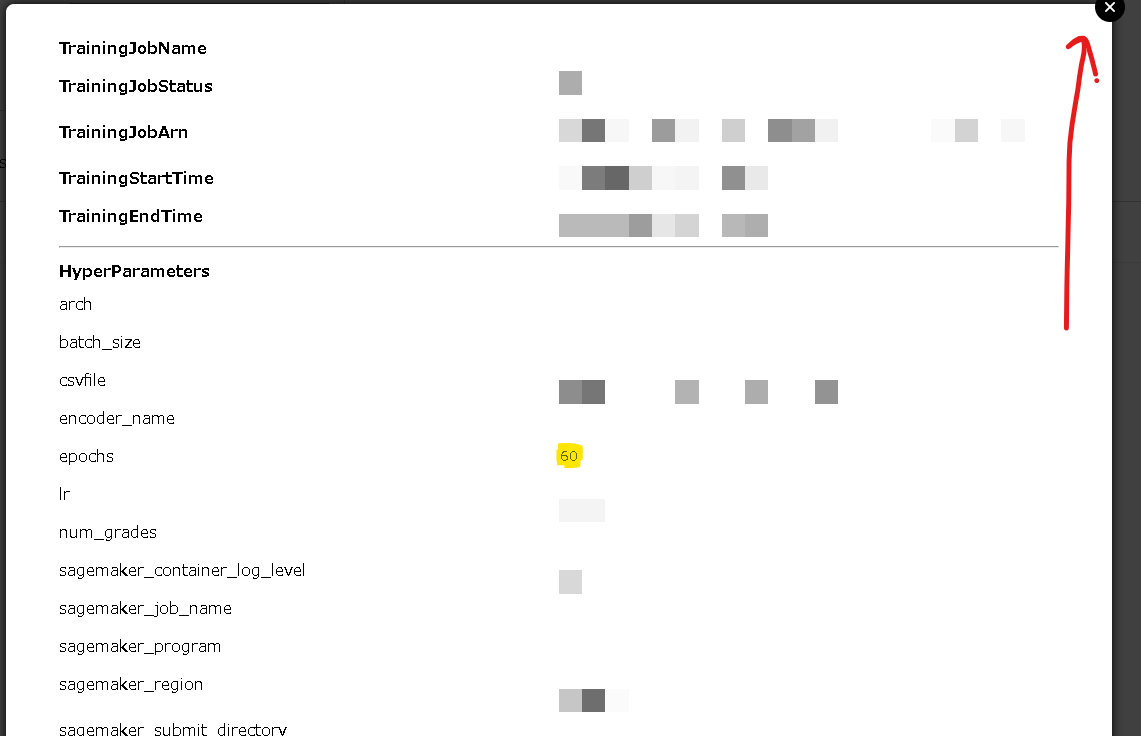 TrainingJobName
TrainingJobStatus
TrainingJobArn
TrainingStartTime
TrainingEndTime
HyperParameters
arch
batch_size
csvfile
encoder_name
epochs 60
lr
num_grades
sagemaker_container_log_level
sagemaker_job_name
sagemaker_program
sagemaker_region
sagemaker_submit_directory